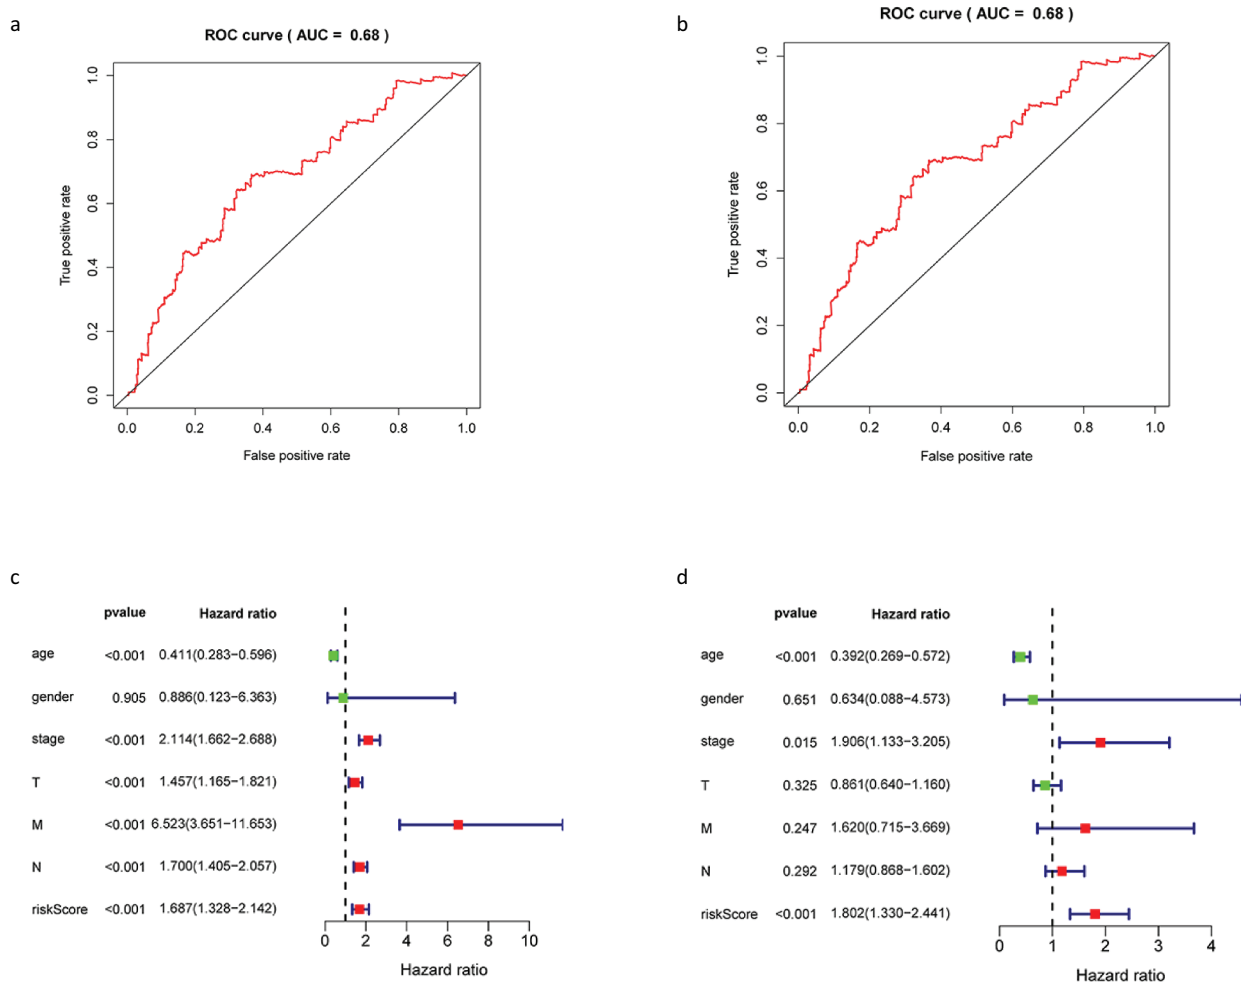 a
ROC curve ( AUC = 0.68 )
True positive rate
1.0
0.8
0.6
0.4
0.2
0.0
0.0 0.2 0.4 0.6 0.8 1.0
False positive rate
b
ROC curve ( AUC = 0.68 )
True positive rate
1.0
0.8
0.6
0.4
0.2
0.0
0.0 0.2 0.4 0.6 0.8 1.0
False positive rate
c
pvalue Hazard ratio
age <0.001 0.411(0.283−0.596)
gender 0.905 0.886(0.123−6.363)
stage <0.001 2.114(1.662−2.688)
T <0.001 1.457(1.165−1.821)
M <0.001 6.523(3.651−11.653)
N <0.001 1.700(1.405−2.057)
riskScore <0.001 1.687(1.328−2.142)
0 2 4 6 8 10
Hazard ratio
d
pvalue Hazard ratio
age <0.001 0.392(0.269−0.572)
gender 0.651 0.634(0.088−4.573)
stage 0.015 1.906(1.133−3.205)
T 0.325 0.861(0.640−1.160)
M 0.247 1.620(0.715−3.669)
N 0.292 1.179(0.868−1.602)
riskScore <0.001 1.802(1.330−2.441)
0 1 2 3 4
Hazard ratio